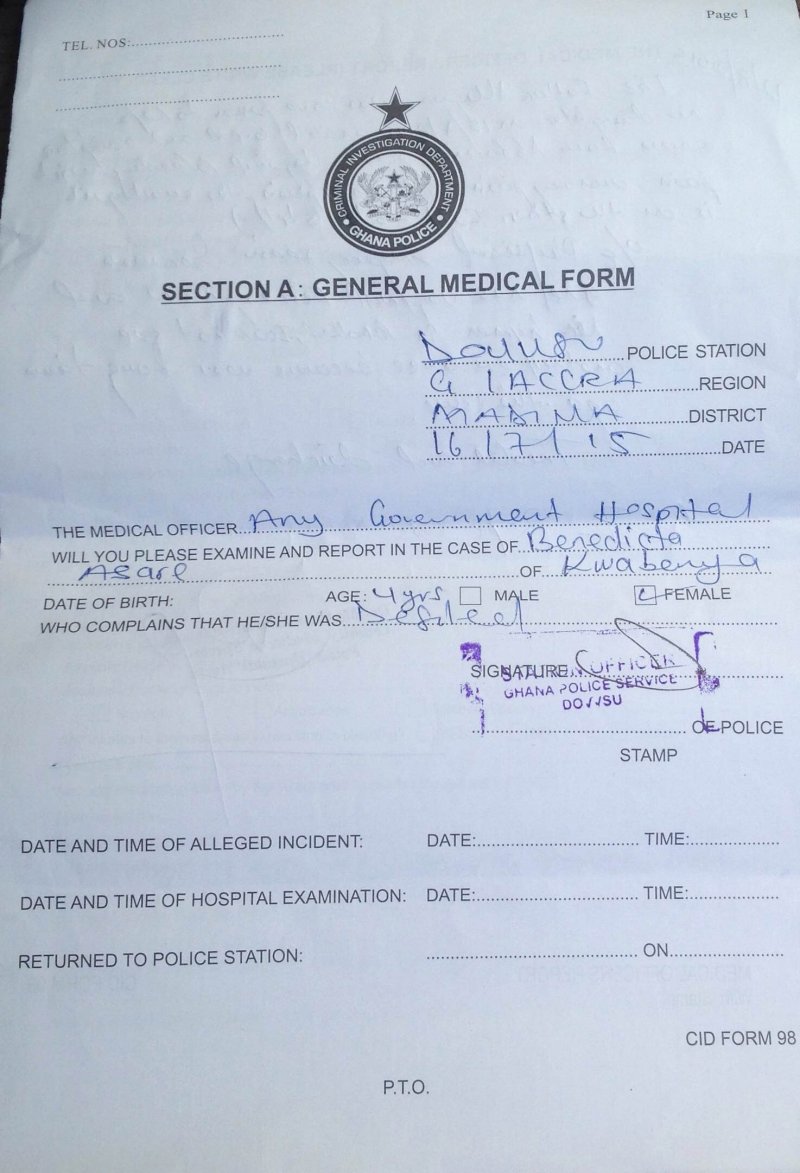 Page 1
TEL. NOS:
CRIMINAL INVESTIGATION DEPARTMENT
GHANA POLICE
SECTION A: GENERAL MEDICAL FORM
DOVVSU POLICE STATION
G / ACCRA REGION
MADINA DISTRICT
16/7/15 DATE
THE MEDICAL OFFICER Any Government Hospital
WILL YOU PLEASE EXAMINE AND REPORT IN THE CASE OF Benedicta
Asare OF Kwabenya
DATE OF BIRTH: AGE: 4yrs MALE FEMALE
WHO COMPLAINS THAT HE/SHE WAS Defiled
SIGNATURE
STATION OFFICER
GHANA POLICE SERVICE
DOVVSU
OF POLICE
STAMP
DATE AND TIME OF ALLEGED INCIDENT: DATE: TIME:
DATE AND TIME OF HOSPITAL EXAMINATION: DATE: TIME:
RETURNED TO POLICE STATION: ON
CID FORM 98
P.T.O.